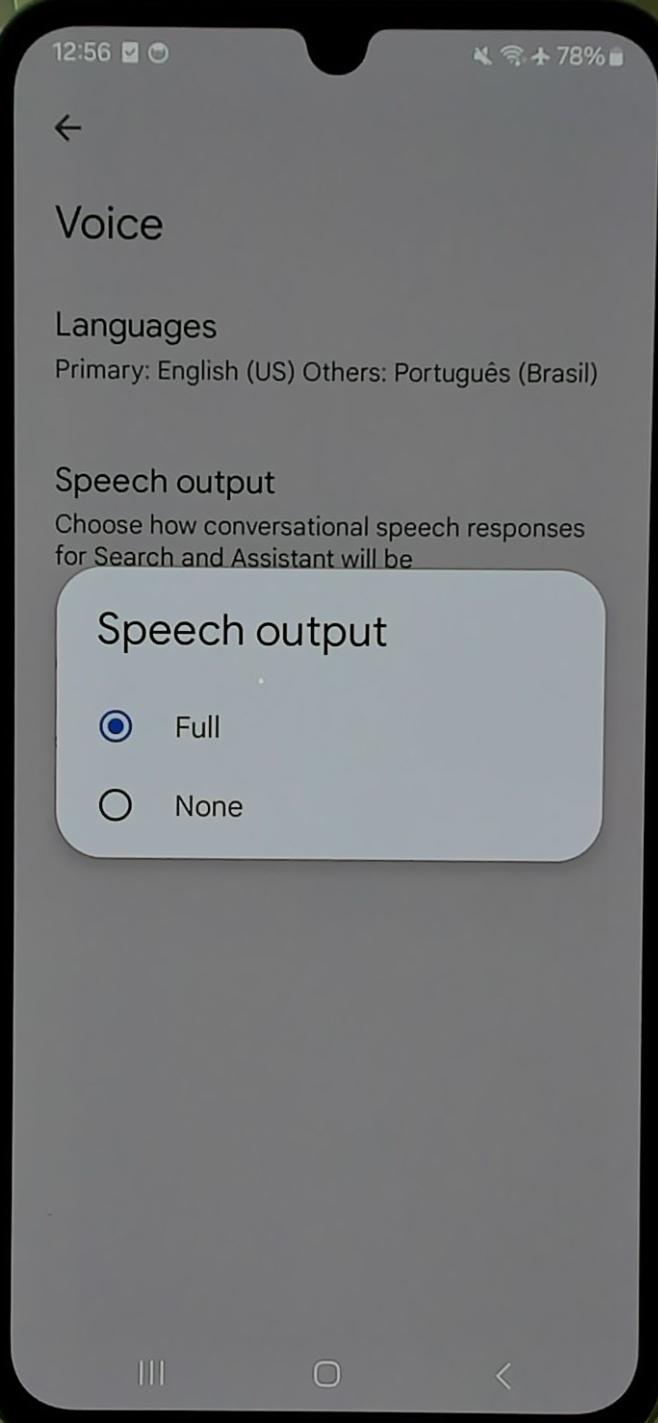 12:56 78%
Voice
Languages
Primary: English (US) Others: Português (Brasil)
Speech output
Choose how conversational speech responses
for Search and Assistant will be
Speech output
Full
None